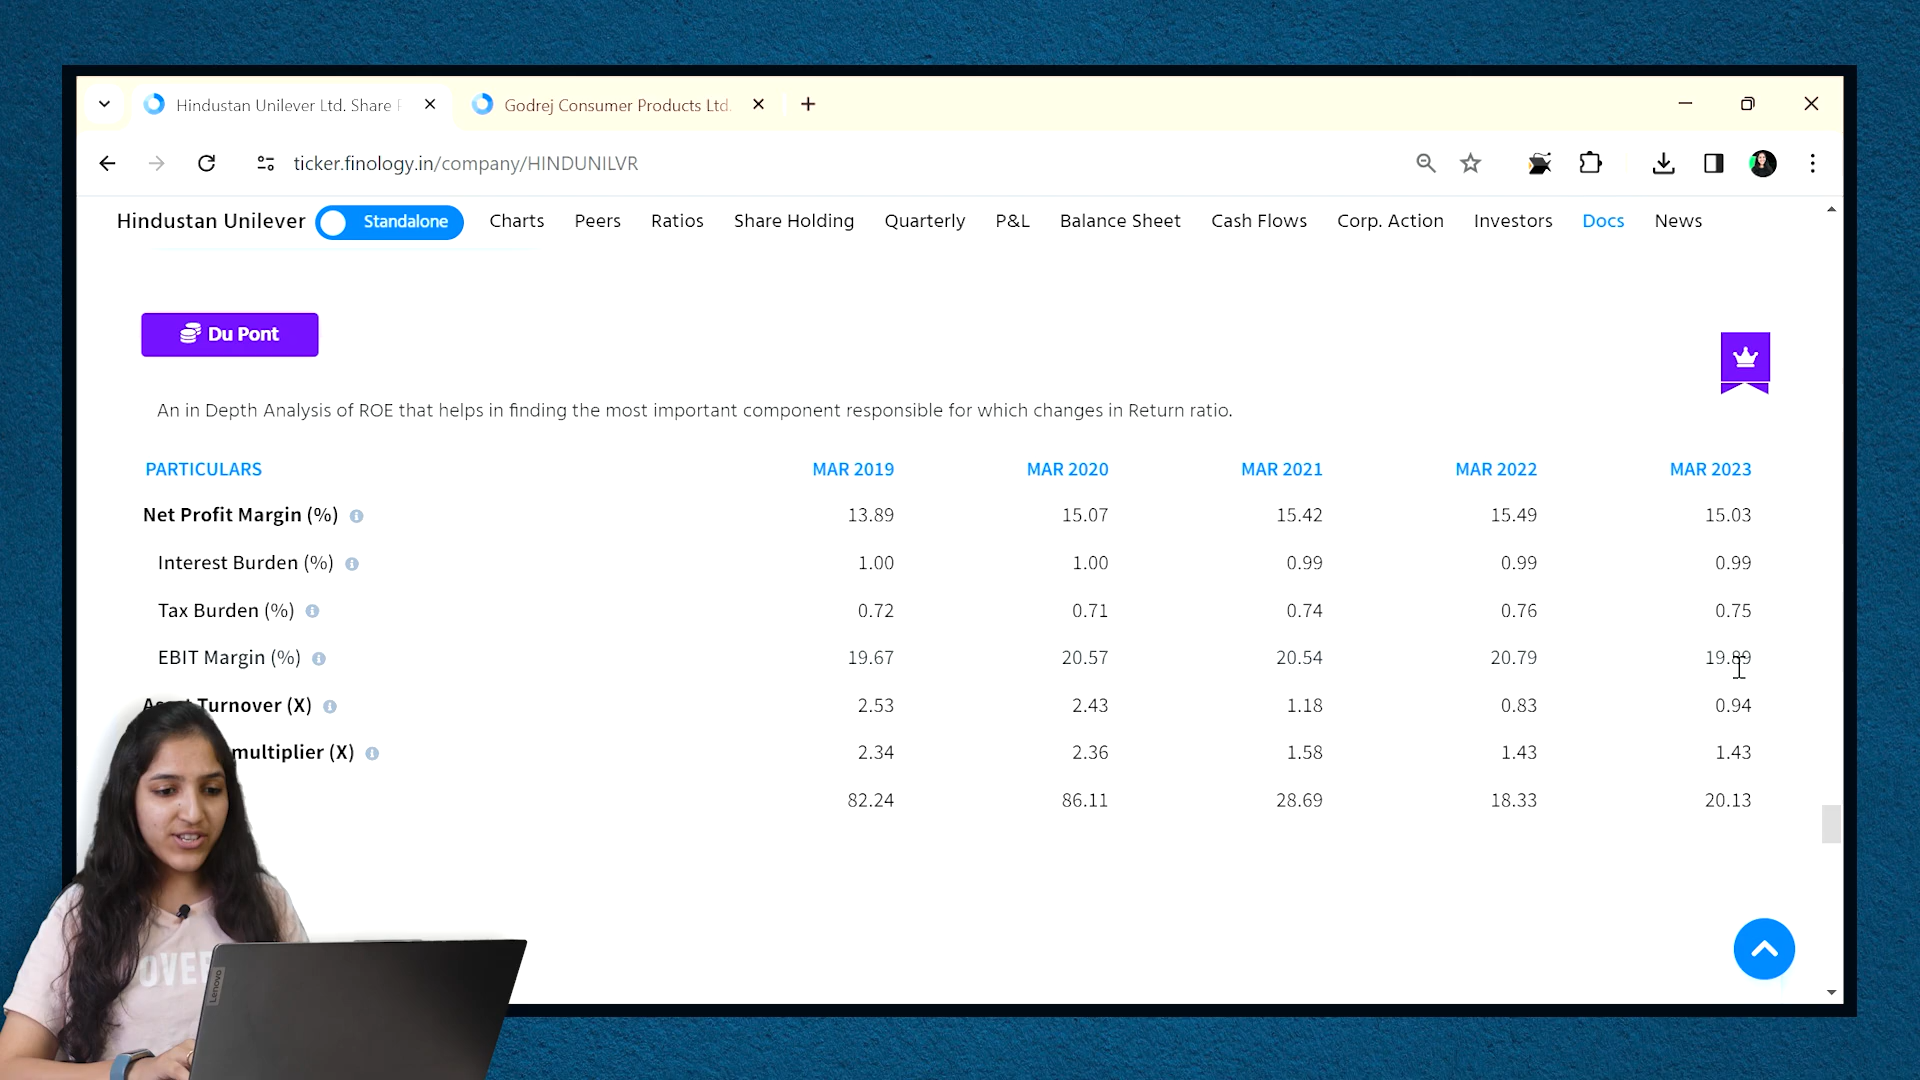 Hindustan Unilever Ltd. Share
Godrej Consumer Products Ltd.
ticker.finology.in/company/HINDUNILVR
Hindustan Unilever Standalone Charts Peers Ratios Share Holding Quarterly P&L Balance Sheet Cash Flows Corp. Action Investors Docs News
Du Pont
An in Depth Analysis of ROE that helps in finding the most important component responsible for which changes in Return ratio.
PARTICULARS MAR 2019 MAR 2020 MAR 2021 MAR 2022 MAR 2023
Net Profit Margin (%) 13.89 15.07 15.42 15.49 15.03
Interest Burden (%) 1.00 1.00 0.99 0.99 0.99
Tax Burden (%) 0.72 0.71 0.74 0.76 0.75
EBIT Margin (%) 19.67 20.57 20.54 20.79 19.89
Turnover (X) 2.53 2.43 1.18 0.83 0.94
multiplier (X) 2.34 2.36 1.58 1.43 1.43
82.24 86.11 28.69 18.33 20.13
OVER
Lenovo